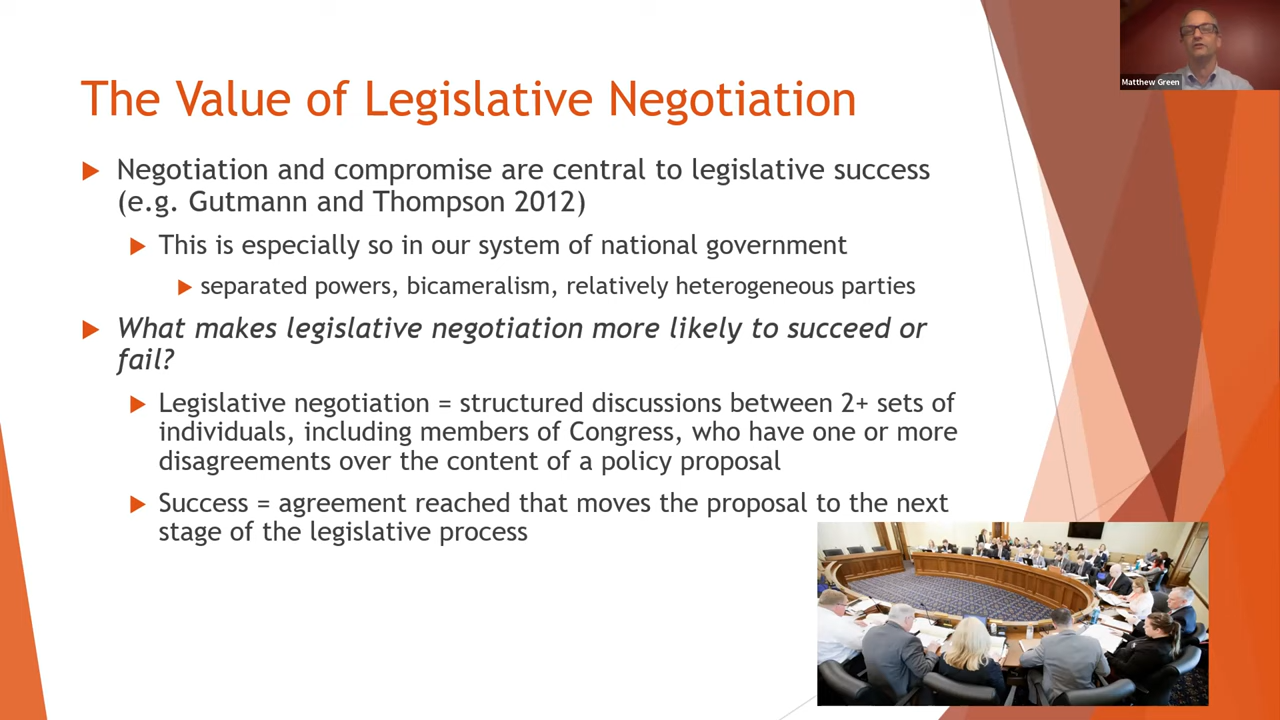 Matthew Green
The Value of Legislative Negotiation
Negotiation and compromise are central to legislative success
(e.g. Gutmann and Thompson 2012)
This is especially so in our system of national government
separated powers, bicameralism, relatively heterogeneous parties
What makes legislative negotiation more likely to succeed or
fail?
Legislative negotiation = structured discussions between 2+ sets of
individuals, including members of Congress, who have one or more
disagreements over the content of a policy proposal
Success = agreement reached that moves the proposal to the next
stage of the legislative process